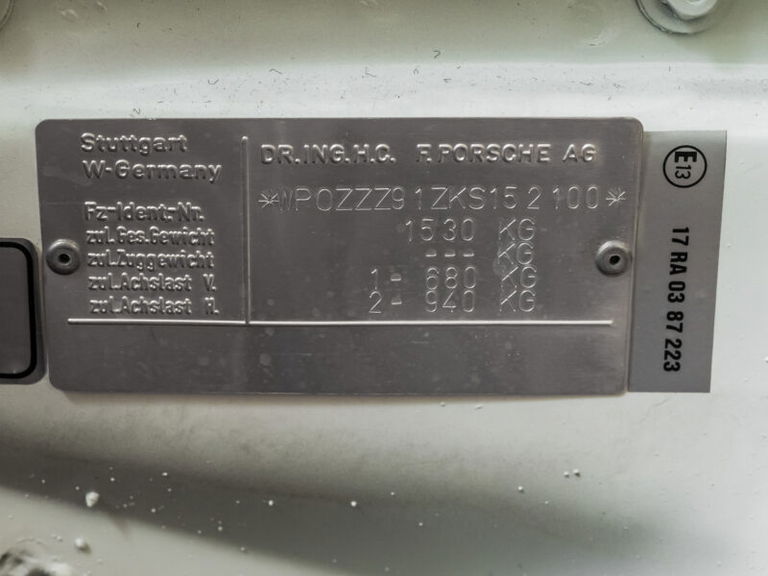 Stuttgart
W-Germany
DR.ING.H.C. F.PORSCHE AG
Fz-Ident-Nr.
*WP0ZZZ91ZKS152100*
zul.Ges.Gewicht 1530 KG
zul.Zuggewicht --- KG
zul.Achslast V. 1- 680 KG
zul.Achslast H. 2- 940 KG
E13
17 RA 03 87 223